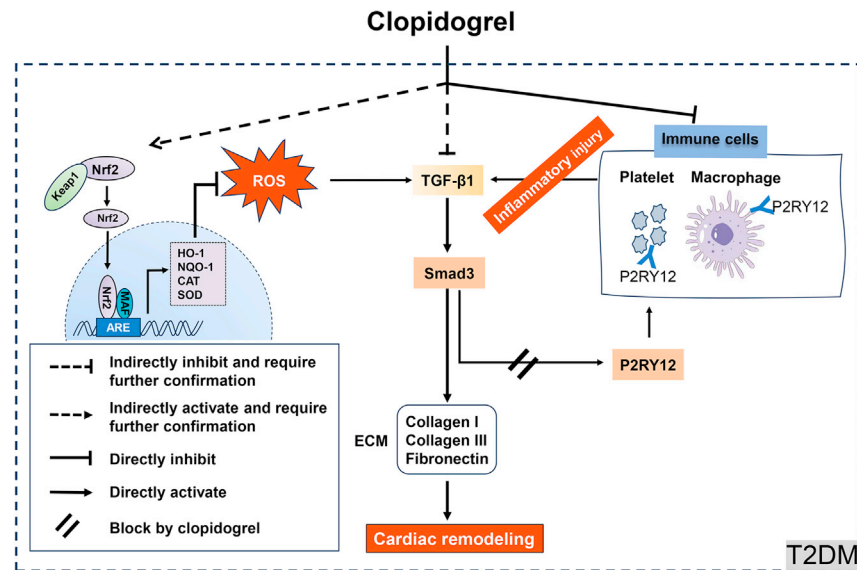 Clopidogrel
Keap1
Nrf2
Nrf2
Nrf2
MAF
ARE
HO-1
NQO-1
CAT
SOD
ROS
TGF-β1
Inflammatory injury
Immune cells
Platelet
Macrophage
P2RY12
P2RY12
Smad3
P2RY12
ECM
Collagen I
Collagen III
Fibronectin
Cardiac remodeling
Indirectly inhibit and require
further confirmation
Indirectly activate and require
further confirmation
Directly inhibit
Directly activate
Block by clopidogrel
T2DM